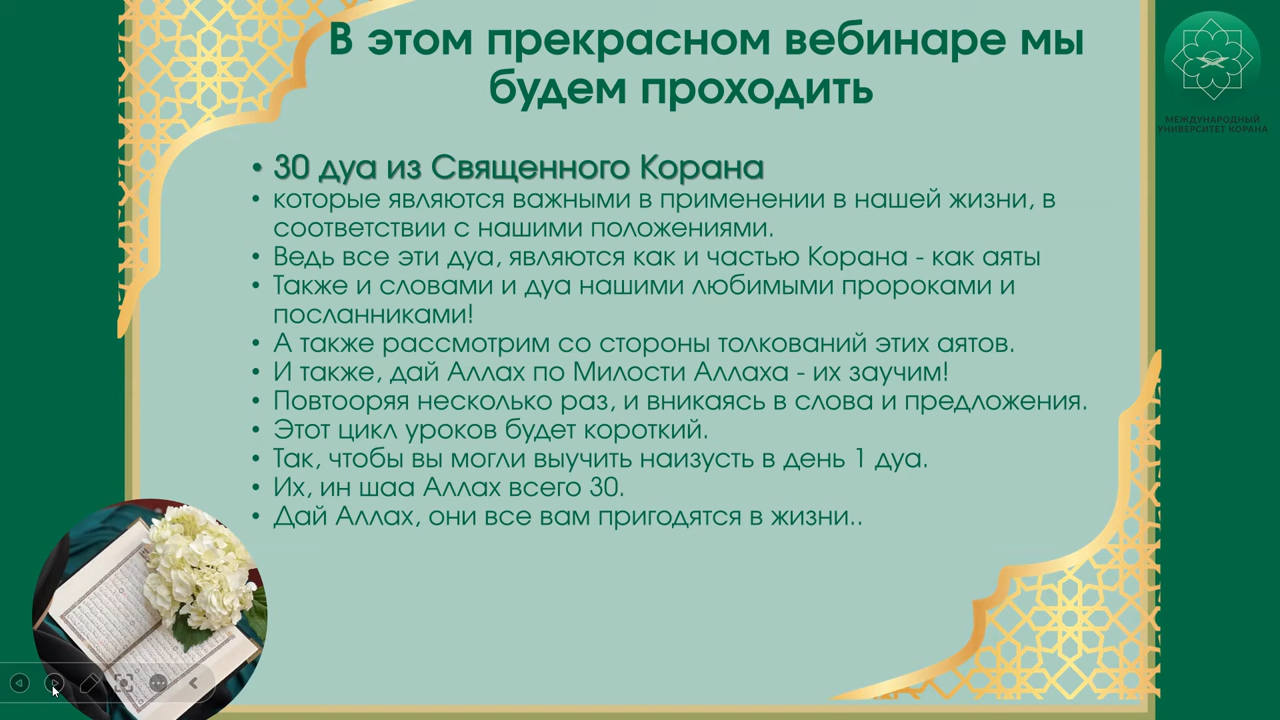 В этом прекрасном вебинаре мы
будем проходить
МЕЖДУНАРОДНЫЙ
УНИВЕРСИТЕТ КОРАНА
• 30 дуа из Священного Корана
• которые являются важными в применении в нашей жизни, в
соответствии с нашими положениями.
• Ведь все эти дуа, являются как и частью Корана - как аяты
• Также и словами и дуа нашими любимыми пророками и
посланниками!
• А также рассмотрим со стороны толкований этих аятов.
• И также, дай Аллах по Милости Аллаха - их заучим!
• Повтооряя несколько раз, и вникаясь в слова и предложения.
• Этот цикл уроков будет короткий.
• Так, чтобы вы могли выучить наизусть в день 1 дуа.
• Их, ин шаа Аллах всего 30.
• Дай Аллах, они все вам пригодятся в жизни..